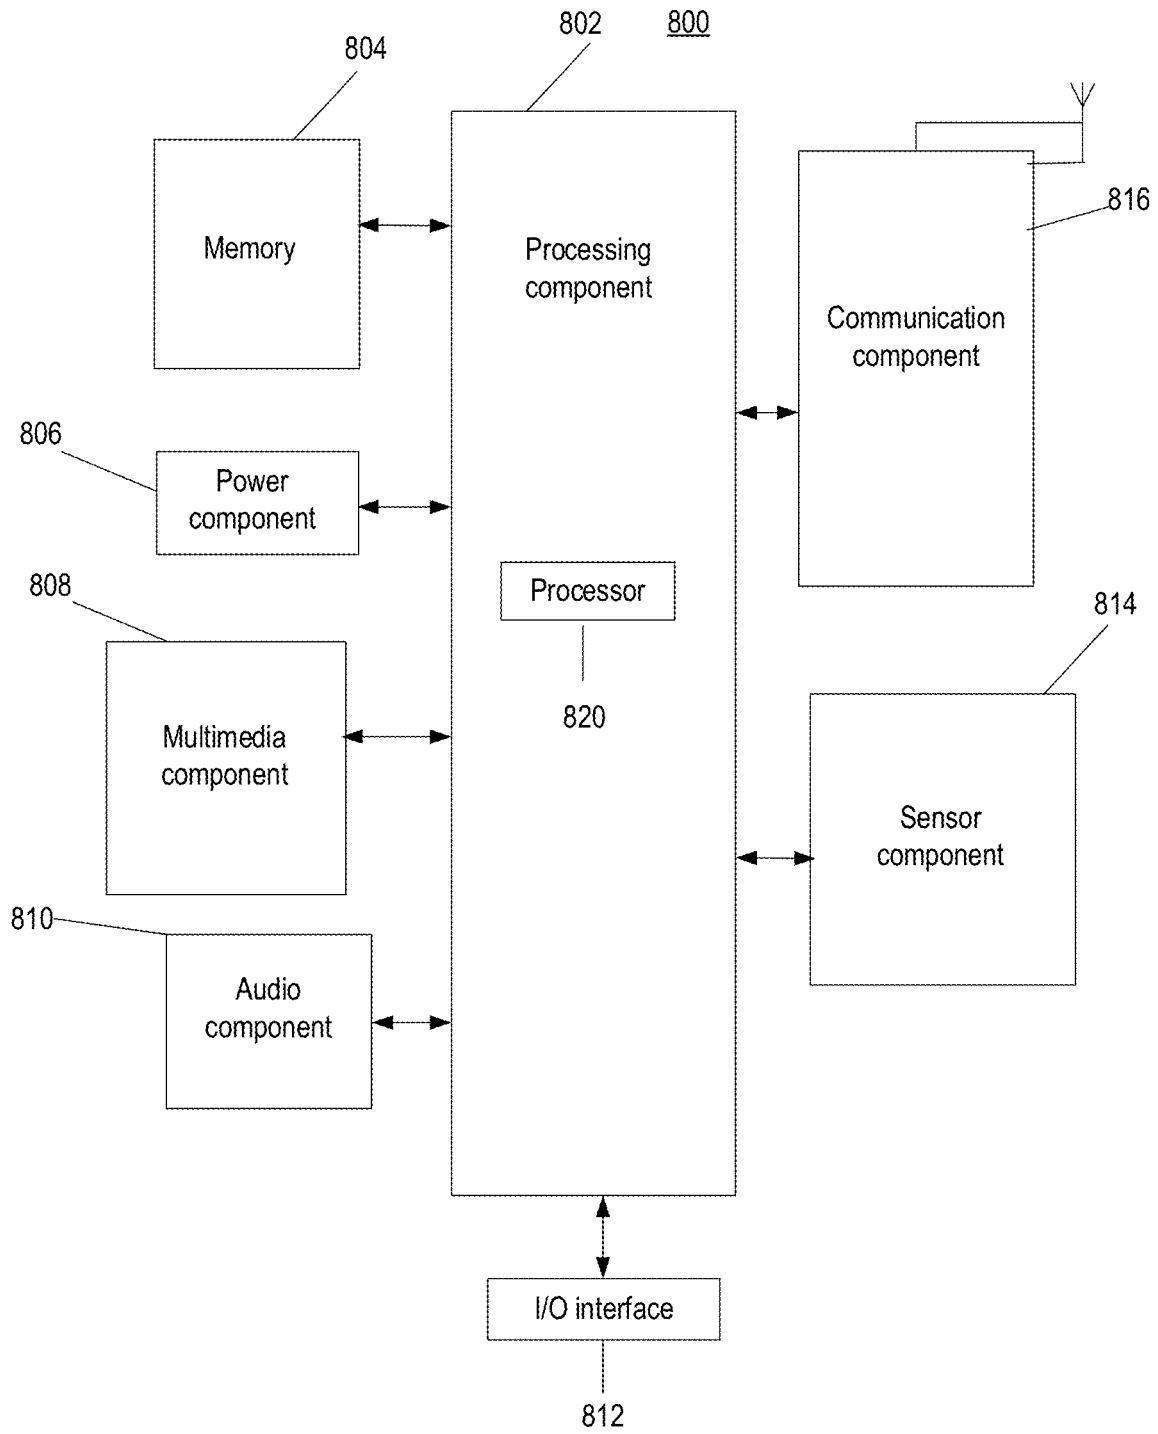 802
800
804
816
Memory
Processing
component
Communication
component
806
Power
component
808
Processor
814
820
Multimedia
component
Sensor
component
810
Audio
component
I/O interface
812